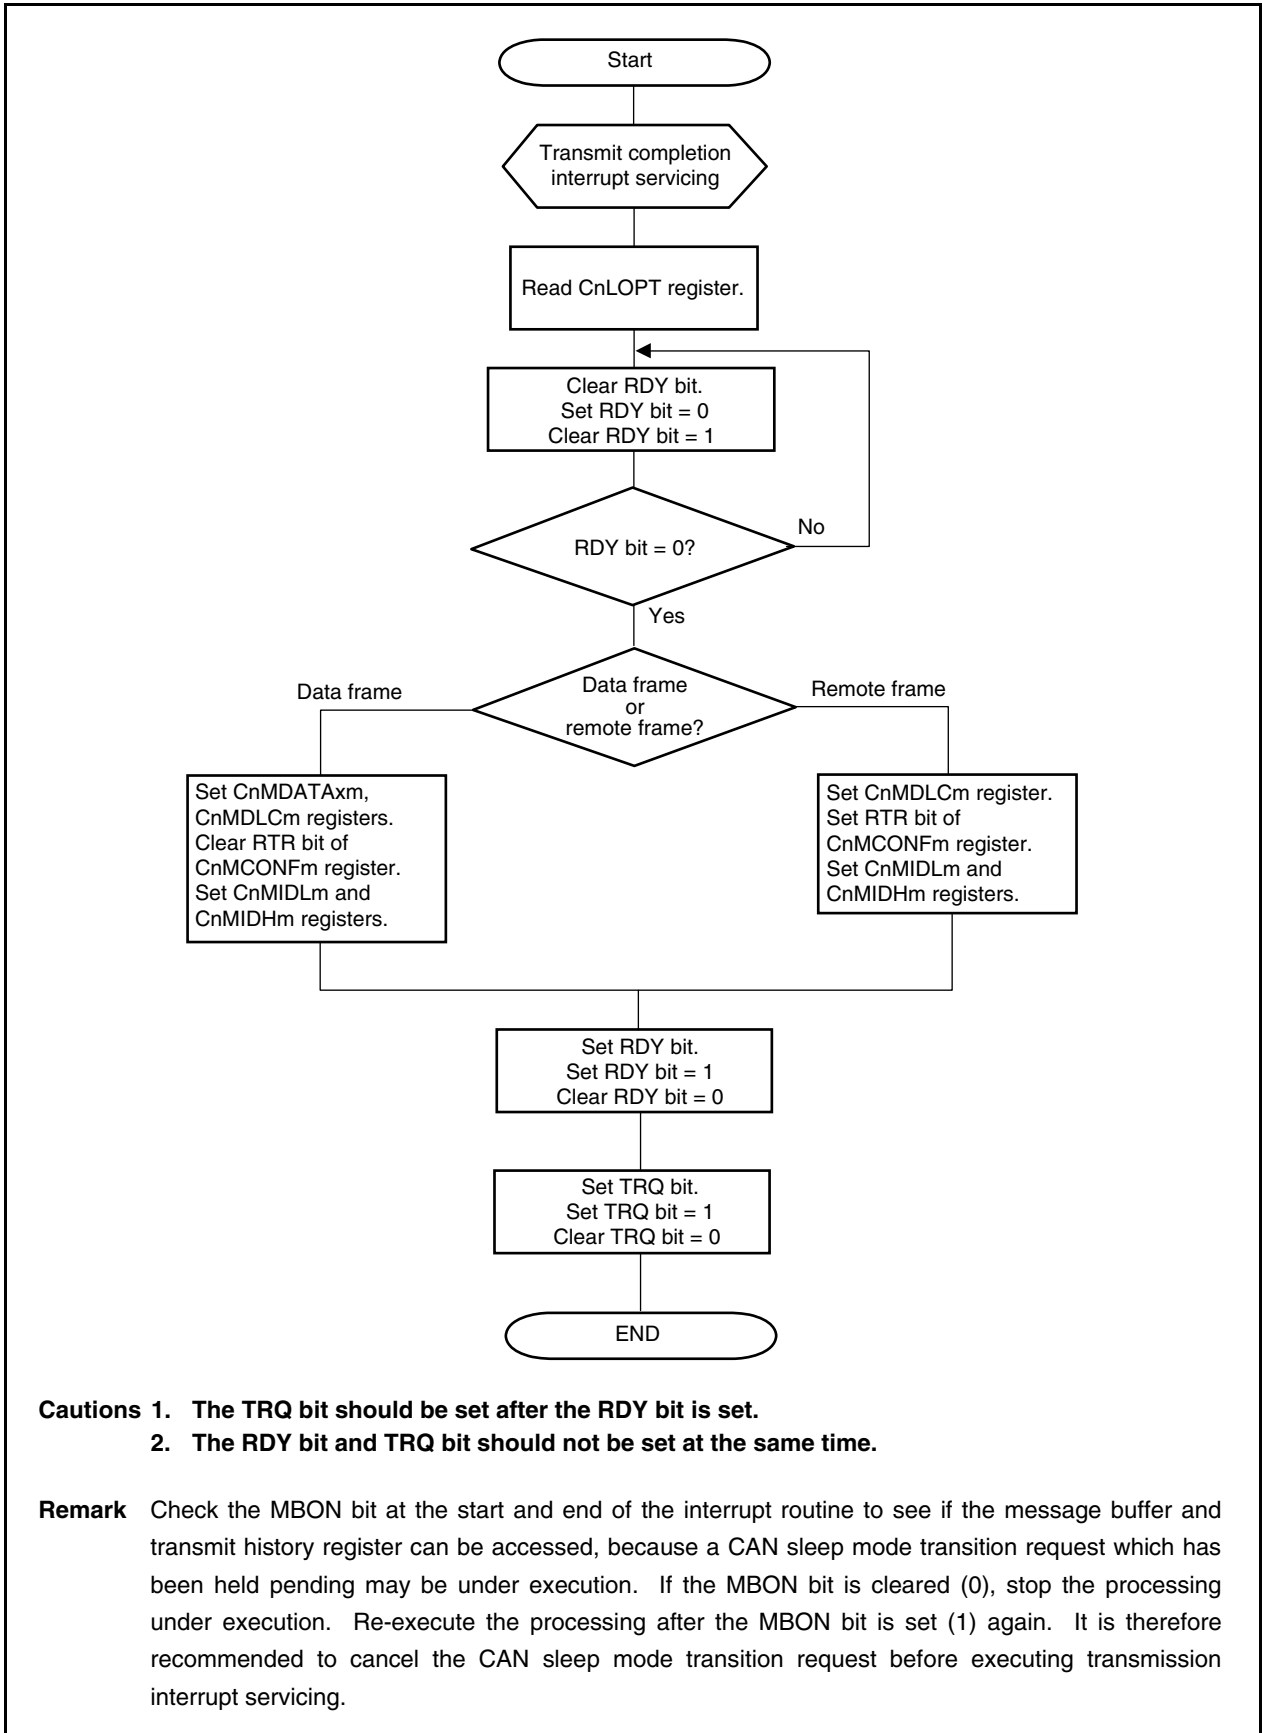 Start
Transmit completion
interrupt servicing
Read CnLOPT register.
Clear RDY bit.
Set RDY bit = 0
Clear RDY bit = 1
No
RDY bit = 0?
Yes
Data frame
Data frame
or
remote frame?
Remote frame
Set CnMDATAxm,
CnMDLCm registers.
Clear RTR bit of
CnMCONFm register.
Set CnMIDLm and
CnMIDHm registers.
Set CnMDLCm register.
Set RTR bit of
CnMCONFm register.
Set CnMIDLm and
CnMIDHm registers.
Set RDY bit.
Set RDY bit = 1
Clear RDY bit = 0
Set TRQ bit.
Set TRQ bit = 1
Clear TRQ bit = 0
END
Cautions 1. The TRQ bit should be set after the RDY bit is set.
2. The RDY bit and TRQ bit should not be set at the same time.
Remark Check the MBON bit at the start and end of the interrupt routine to see if the message buffer and
transmit history register can be accessed, because a CAN sleep mode transition request which has
been held pending may be under execution. If the MBON bit is cleared (0), stop the processing
under execution. Re-execute the processing after the MBON bit is set (1) again. It is therefore
recommended to cancel the CAN sleep mode transition request before executing transmission
interrupt servicing.